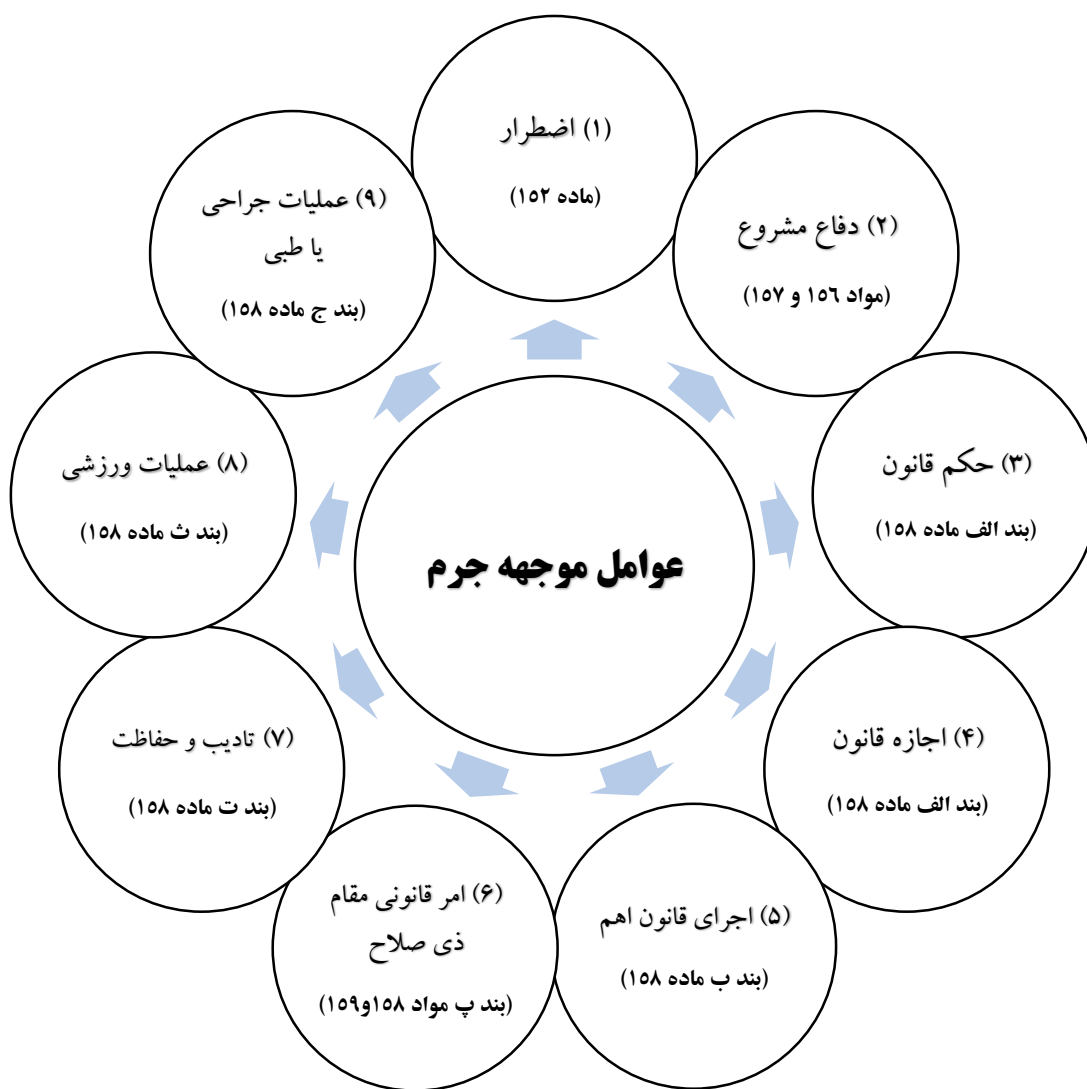 عوامل موجهه جرم
(۱) اضطرار
(ماده ۱۵۲)
(۲) دفاع مشروع
(مواد ۱۵۶ و ۱۵۷)
(۳) حکم قانون
(بند الف ماده ۱۵۸)
(۴) اجازه قانون
(بند الف ماده ۱۵۸)
(۵) اجرای قانون اهم
(بند ب ماده ۱۵۸)
(۶) امر قانونی مقام
ذی صلاح
(بند پ مواد ۱۵۸و۱۵۹)
(۷) تادیب و حفاظت
(بند ت ماده ۱۵۸)
(۸) عملیات ورزشی
(بند ث ماده ۱۵۸)
(۹) عملیات جراحی
یا طبی
(بند ج ماده ۱۵۸)